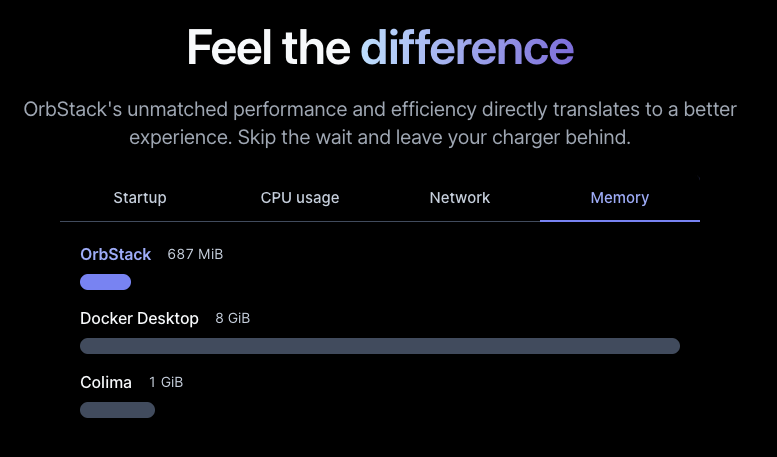 Feel the difference
OrbStack's unmatched performance and efficiency directly translates to a better
experience. Skip the wait and leave your charger behind.
Startup CPU usage Network Memory
OrbStack 687 MiB
Docker Desktop 8 GiB
Colima 1 GiB